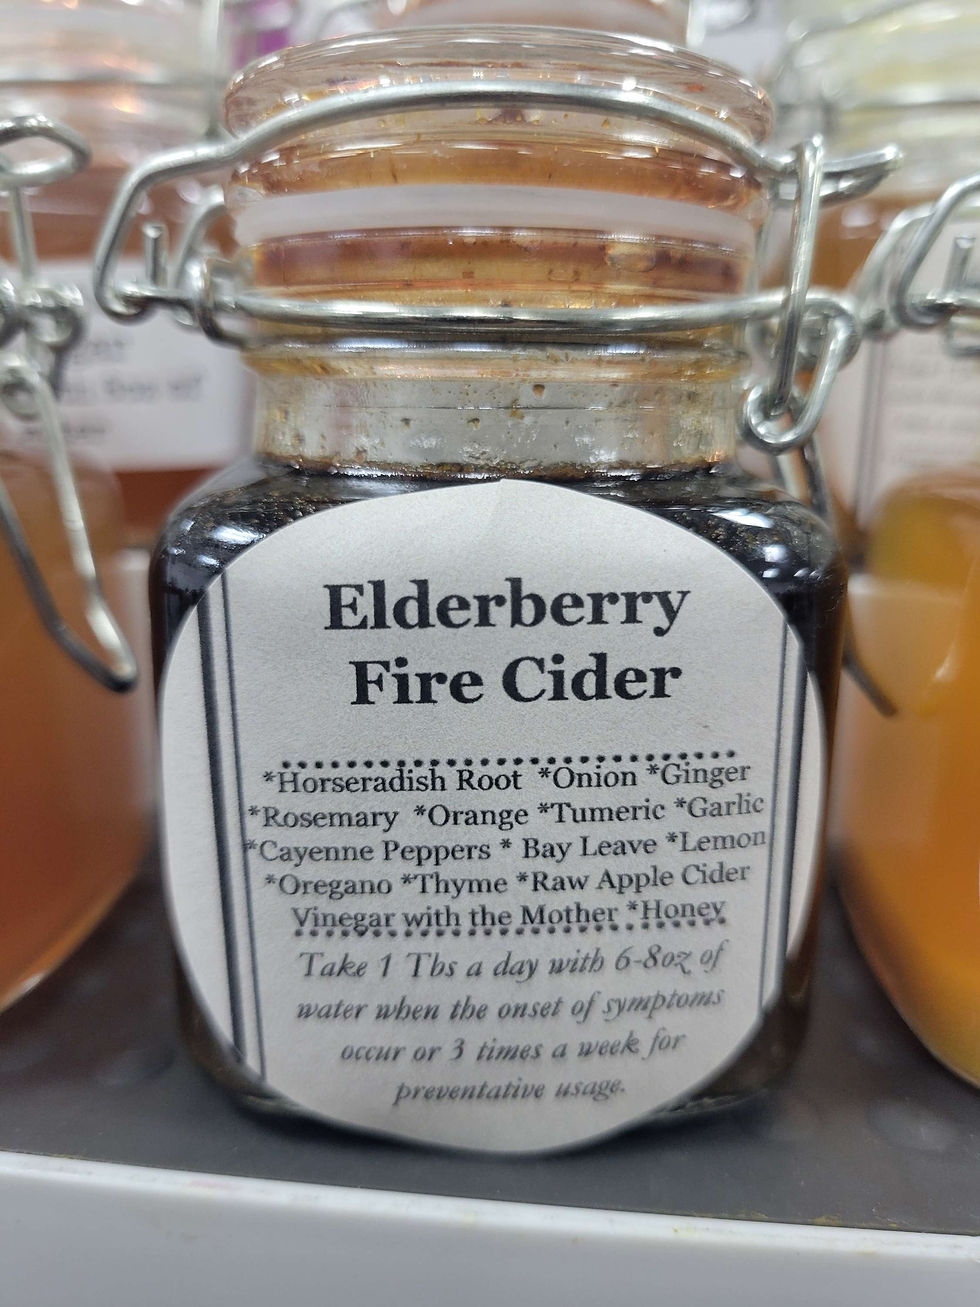 Elderberry
Fire Cider
*Horseradish Root *Onion *Ginger
*Rosemary *Orange *Tumeric *Garlic
*Cayenne Peppers * Bay Leave *Lemon
*Oregano *Thyme *Raw Apple Cider
Vinegar with the Mother *Honey
Take 1 Tbs a day with 6-8oz of
water when the onset of symptoms
occur or 3 times a week for
preventative usage.